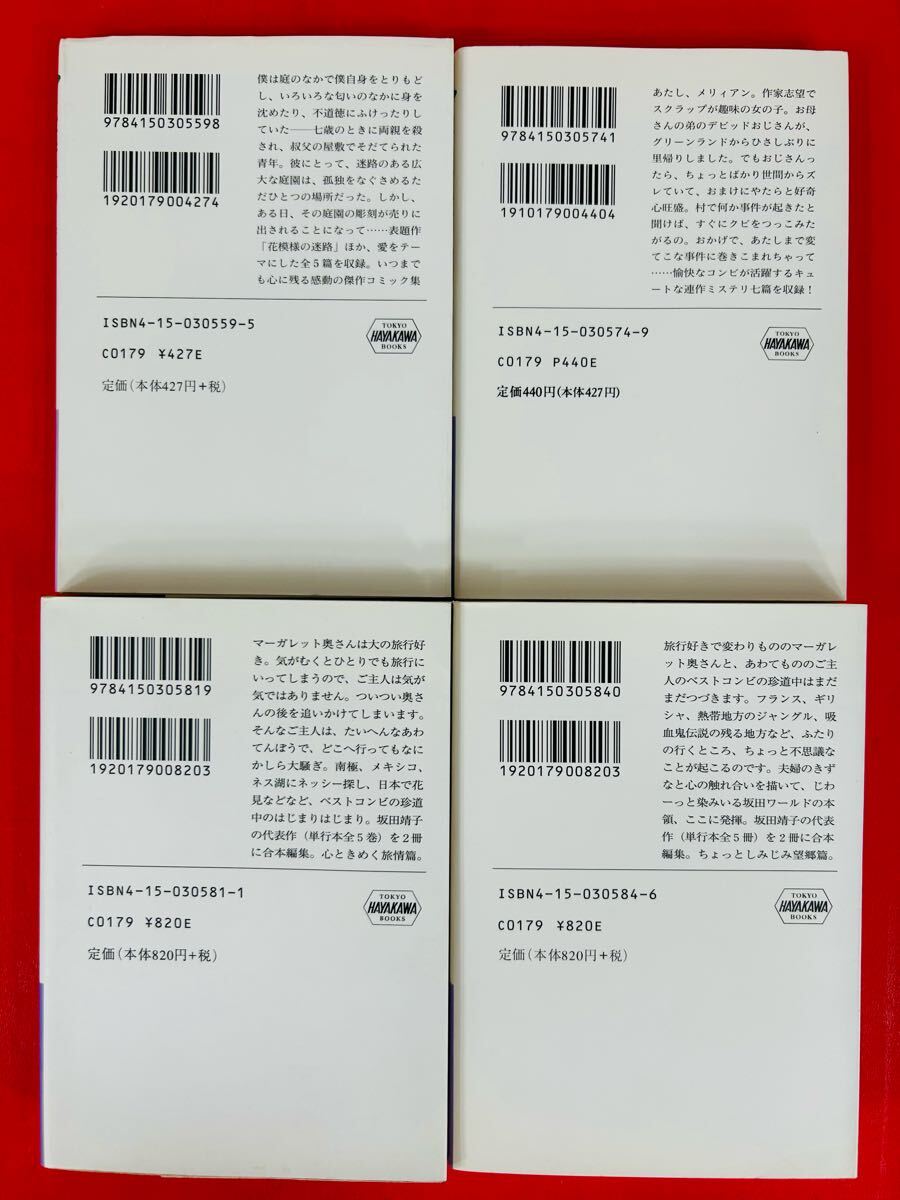 9784150305598
1920179004274
僕は庭のなかで僕自身をとりもど
し、いろいろな匂いのなかに身を
沈めたり、不道徳にふけったりし
ていた——七歳のときに両親を殺
され、叔父の屋敷でそだてられた
青年。彼にとって、迷路のある広
大な庭園は、孤独をなぐさめるた
だひとつの場所だった。しかし、
ある日、その庭園の彫刻が売りに
出されることになって……表題作
「花模様の迷路」ほか、愛をテー
マにした全5篇を収録。いつまで
も心に残る感動の傑作コミック集
ISBN4-15-030559-5
C0179 ¥427E
定価(本体427円+税)
TOKYO
HAYAKAWA
BOOKS
9784150305741
1910179004404
あたし、メリィアン。作家志望で
スクラップが趣味の女の子。お母
さんの弟のデビッドおじさんが、
グリーンランドからひさしぶりに
里帰りしました。でもおじさんっ
たら、ちょっとばかり世間からズ
レていて、おまけにやたらと好奇
心旺盛。村で何か事件が起きたと
聞けば、すぐにクビをつっこみた
がるの。おかげで、あたしまで変
てこな事件に巻きこまれちゃって
……愉快なコンビが活躍するキュ
ートな連作ミステリ七篇を収録!
ISBN4-15-030574-9
C0179 P440E
定価440円(本体427円)
TOKYO
HAYAKAWA
BOOKS
9784150305819
1920179008203
マーガレット奥さんは大の旅行好
き。気がむくとひとりでも旅行に
いってしまうので、ご主人は気が
気ではありません。ついつい奥さ
んの後を追いかけてしまいます。
そんなご主人は、たいへんなあわ
てんぼうで、どこへ行ってもなに
かしら大騒ぎ。南極、メキシコ、
ネス湖にネッシー探し、日本で花
見などなど、ベストコンビの珍道
中のはじまりはじまり。坂田靖子
の代表作(単行本全5巻)を2冊
に合本編集。心ときめく旅情篇。
ISBN4-15-030581-1
C0179 ¥820E
定価(本体820円+税)
TOKYO
HAYAKAWA
BOOKS
9784150305840
1920179008203
旅行好きで変わりもののマーガレ
ット奥さんと、あわてもののご主
人のベストコンビの珍道中はまだ
まだつづきます。フランス、ギリ
シャ、熱帯地方のジャングル、吸
血鬼伝説の残る地方など、ふたり
の行くところ、ちょっと不思議な
ことが起こるのです。夫婦のきず
なと心の触れ合いを描いて、じわ
ーっと染みいる坂田ワールドの本
領、ここに発揮。坂田靖子の代表
作(単行本全5冊)を2冊に合本
編集。ちょっとしみじみ望郷篇。
ISBN4-15-030584-6
C0179 ¥820E
定価(本体820円+税)
TOKYO
HAYAKAWA
BOOKS